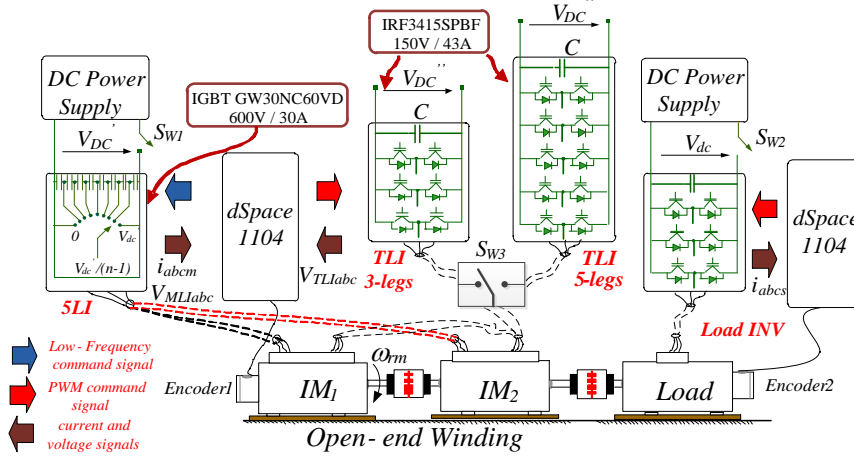 IRF3415SPBF
150V / 43A
V_DC
C
V_DC''
C
DC Power
Supply
S_W1
V_DC'
IGBT GW30NC60VD
600V / 30A
DC Power
Supply
S_W2
V_dc
0
V_dc
V_dc'/(n-1)
i_abcm
dSpace
1104
V_TLIabc
TLI
3-legs
S_W3
TLI
5-legs
dSpace
1104
i_abcs
5LI
V_MLIabc
Load INV
Low - Frequency
command signal
PWM command
signal
current and
voltage signals
Encoder1
IM_1
ω_rm
IM_2
Load
Encoder2
Open- end Winding